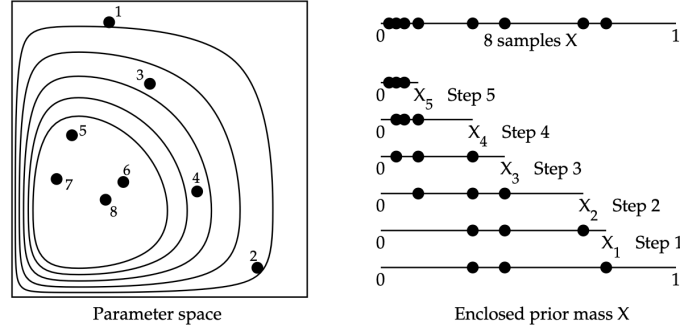 1
3
5
6
7
4
8
2
Parameter space
0 8 samples X 1
0 X5 Step 5
0 X4 Step 4
0 X3 Step 3
0 X2 Step 2
0 X1 Step 1
0 1
Enclosed prior mass X